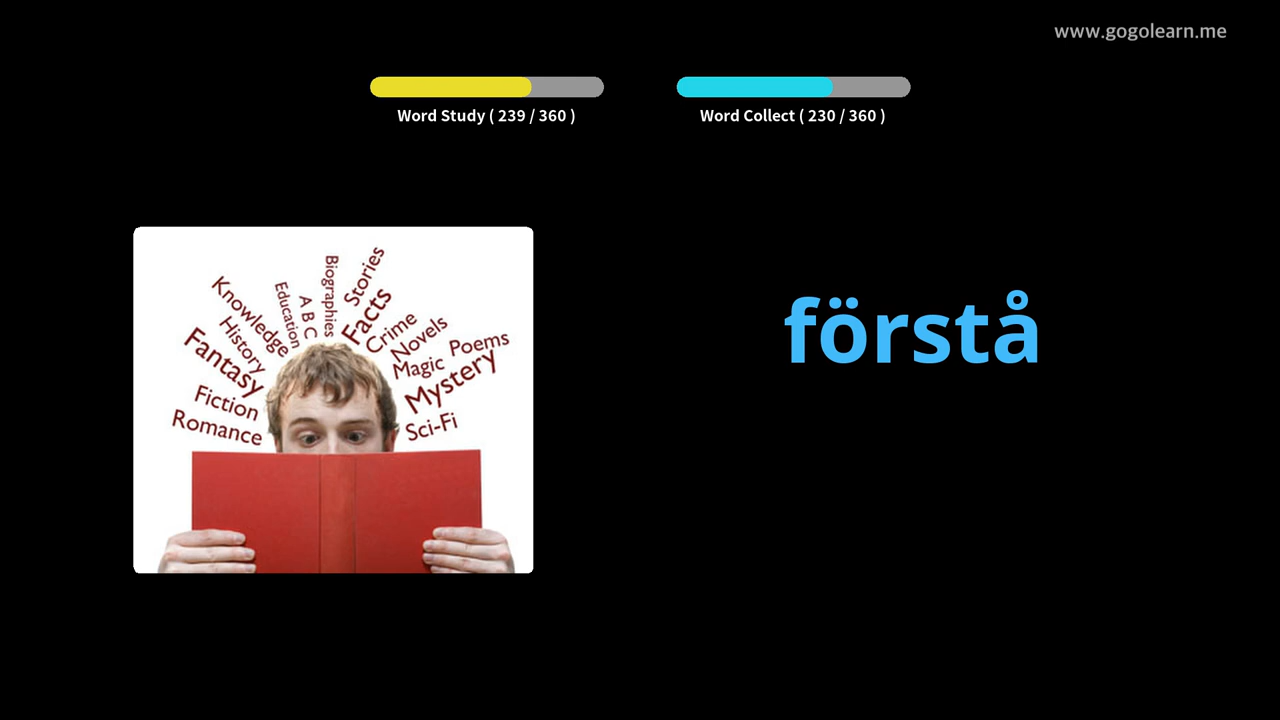 www.gogolearn.me
Word Study ( 239 / 360 )
Word Collect ( 230 / 360 )
förstå
Biographies
Stories
Knowledge
Education
A B C
Facts
Crime
History
Novels
Poems
Fantasy
Magic
Mystery
Fiction
Romance
Sci-Fi